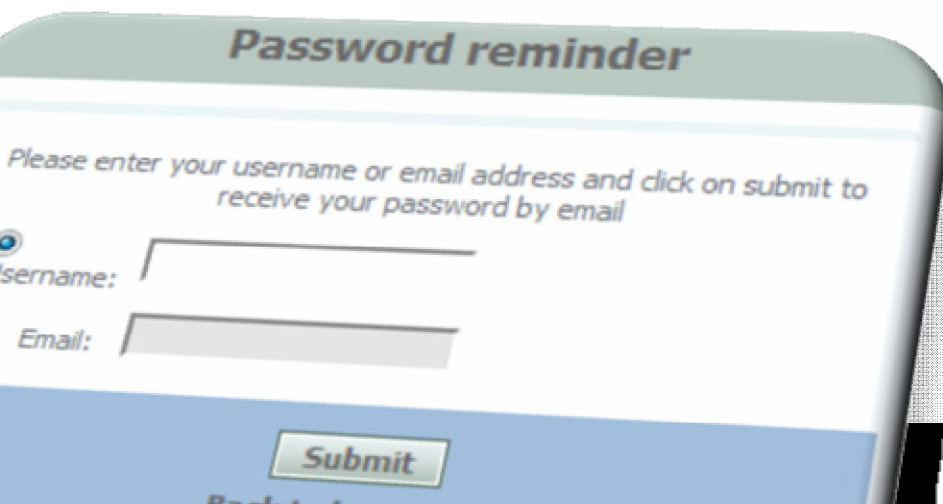 Password reminder
Please enter your username or email address and click on submit to
receive your password by email
Username:
Email:
Submit